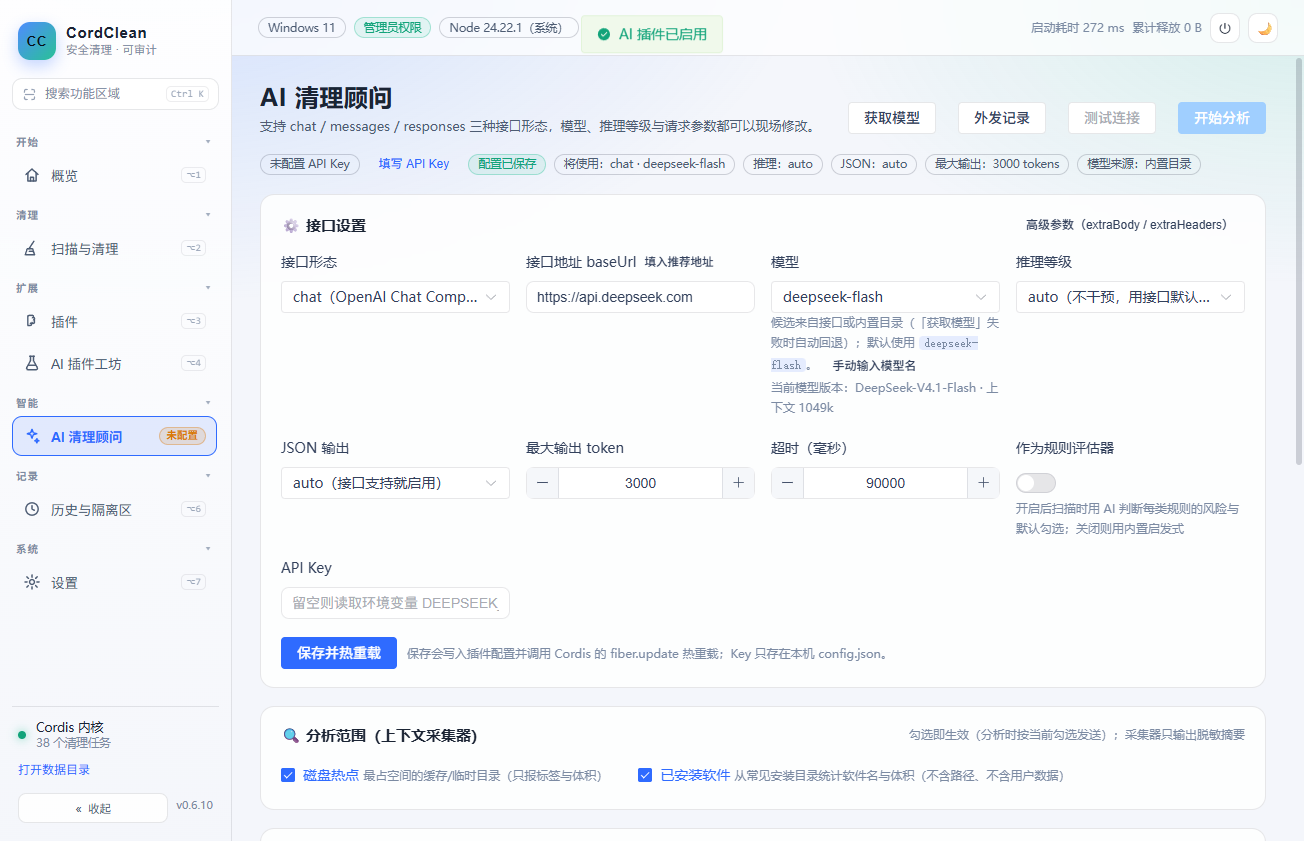 CC
CordClean
安全清理 · 可审计
搜索功能区域
Ctrl K
开始
概览
⌥1
清理
扫描与清理
⌥2
扩展
插件
⌥3
AI 插件工坊
⌥4
智能
AI 清理顾问
未配置
记录
历史与隔离区
⌥6
系统
设置
⌥7
Cordis 内核
38 个清理任务
打开数据目录
« 收起
v0.6.10
Windows 11
管理员权限
Node 24.22.1（系统）
AI 插件已启用
启动耗时 272 ms
累计释放 0 B
AI 清理顾问
支持 chat / messages / responses 三种接口形态，模型、推理等级与请求参数都可以现场修改。
获取模型
外发记录
测试连接
开始分析
未配置 API Key
填写 API Key
配置已保存
将使用：chat · deepseek-flash
推理：auto
JSON：auto
最大输出：3000 tokens
模型来源：内置目录
接口设置
高级参数（extraBody / extraHeaders）
接口形态
chat（OpenAI Chat Comp...
接口地址 baseUrl 填入推荐地址
https://api.deepseek.com
模型
deepseek-flash
候选来自接口或内置目录（「获取模型」失
败时自动回退）；默认使用 deepseek-
flash 。 手动输入模型名
当前模型版本：DeepSeek-V4.1-Flash · 上
下文 1049k
推理等级
auto（不干预，用接口默认...
JSON 输出
auto（接口支持就启用）
最大输出 token
3000
超时（毫秒）
90000
作为规则评估器
开启后扫描时用 AI 判断每类规则的风险与
默认勾选；关闭则用内置启发式
API Key
留空则读取环境变量 DEEPSEEK_
保存并热重载
保存会写入插件配置并调用 Cordis 的 fiber.update 热重载；Key 只存在本机 config.json。
分析范围（上下文采集器）
勾选即生效（分析时按当前勾选发送）；采集器只输出脱敏摘要
磁盘热点 最占空间的缓存/临时目录（只报标签与体积）
已安装软件 从常见安装目录统计软件名与体积（不含路径、不含用户数据）